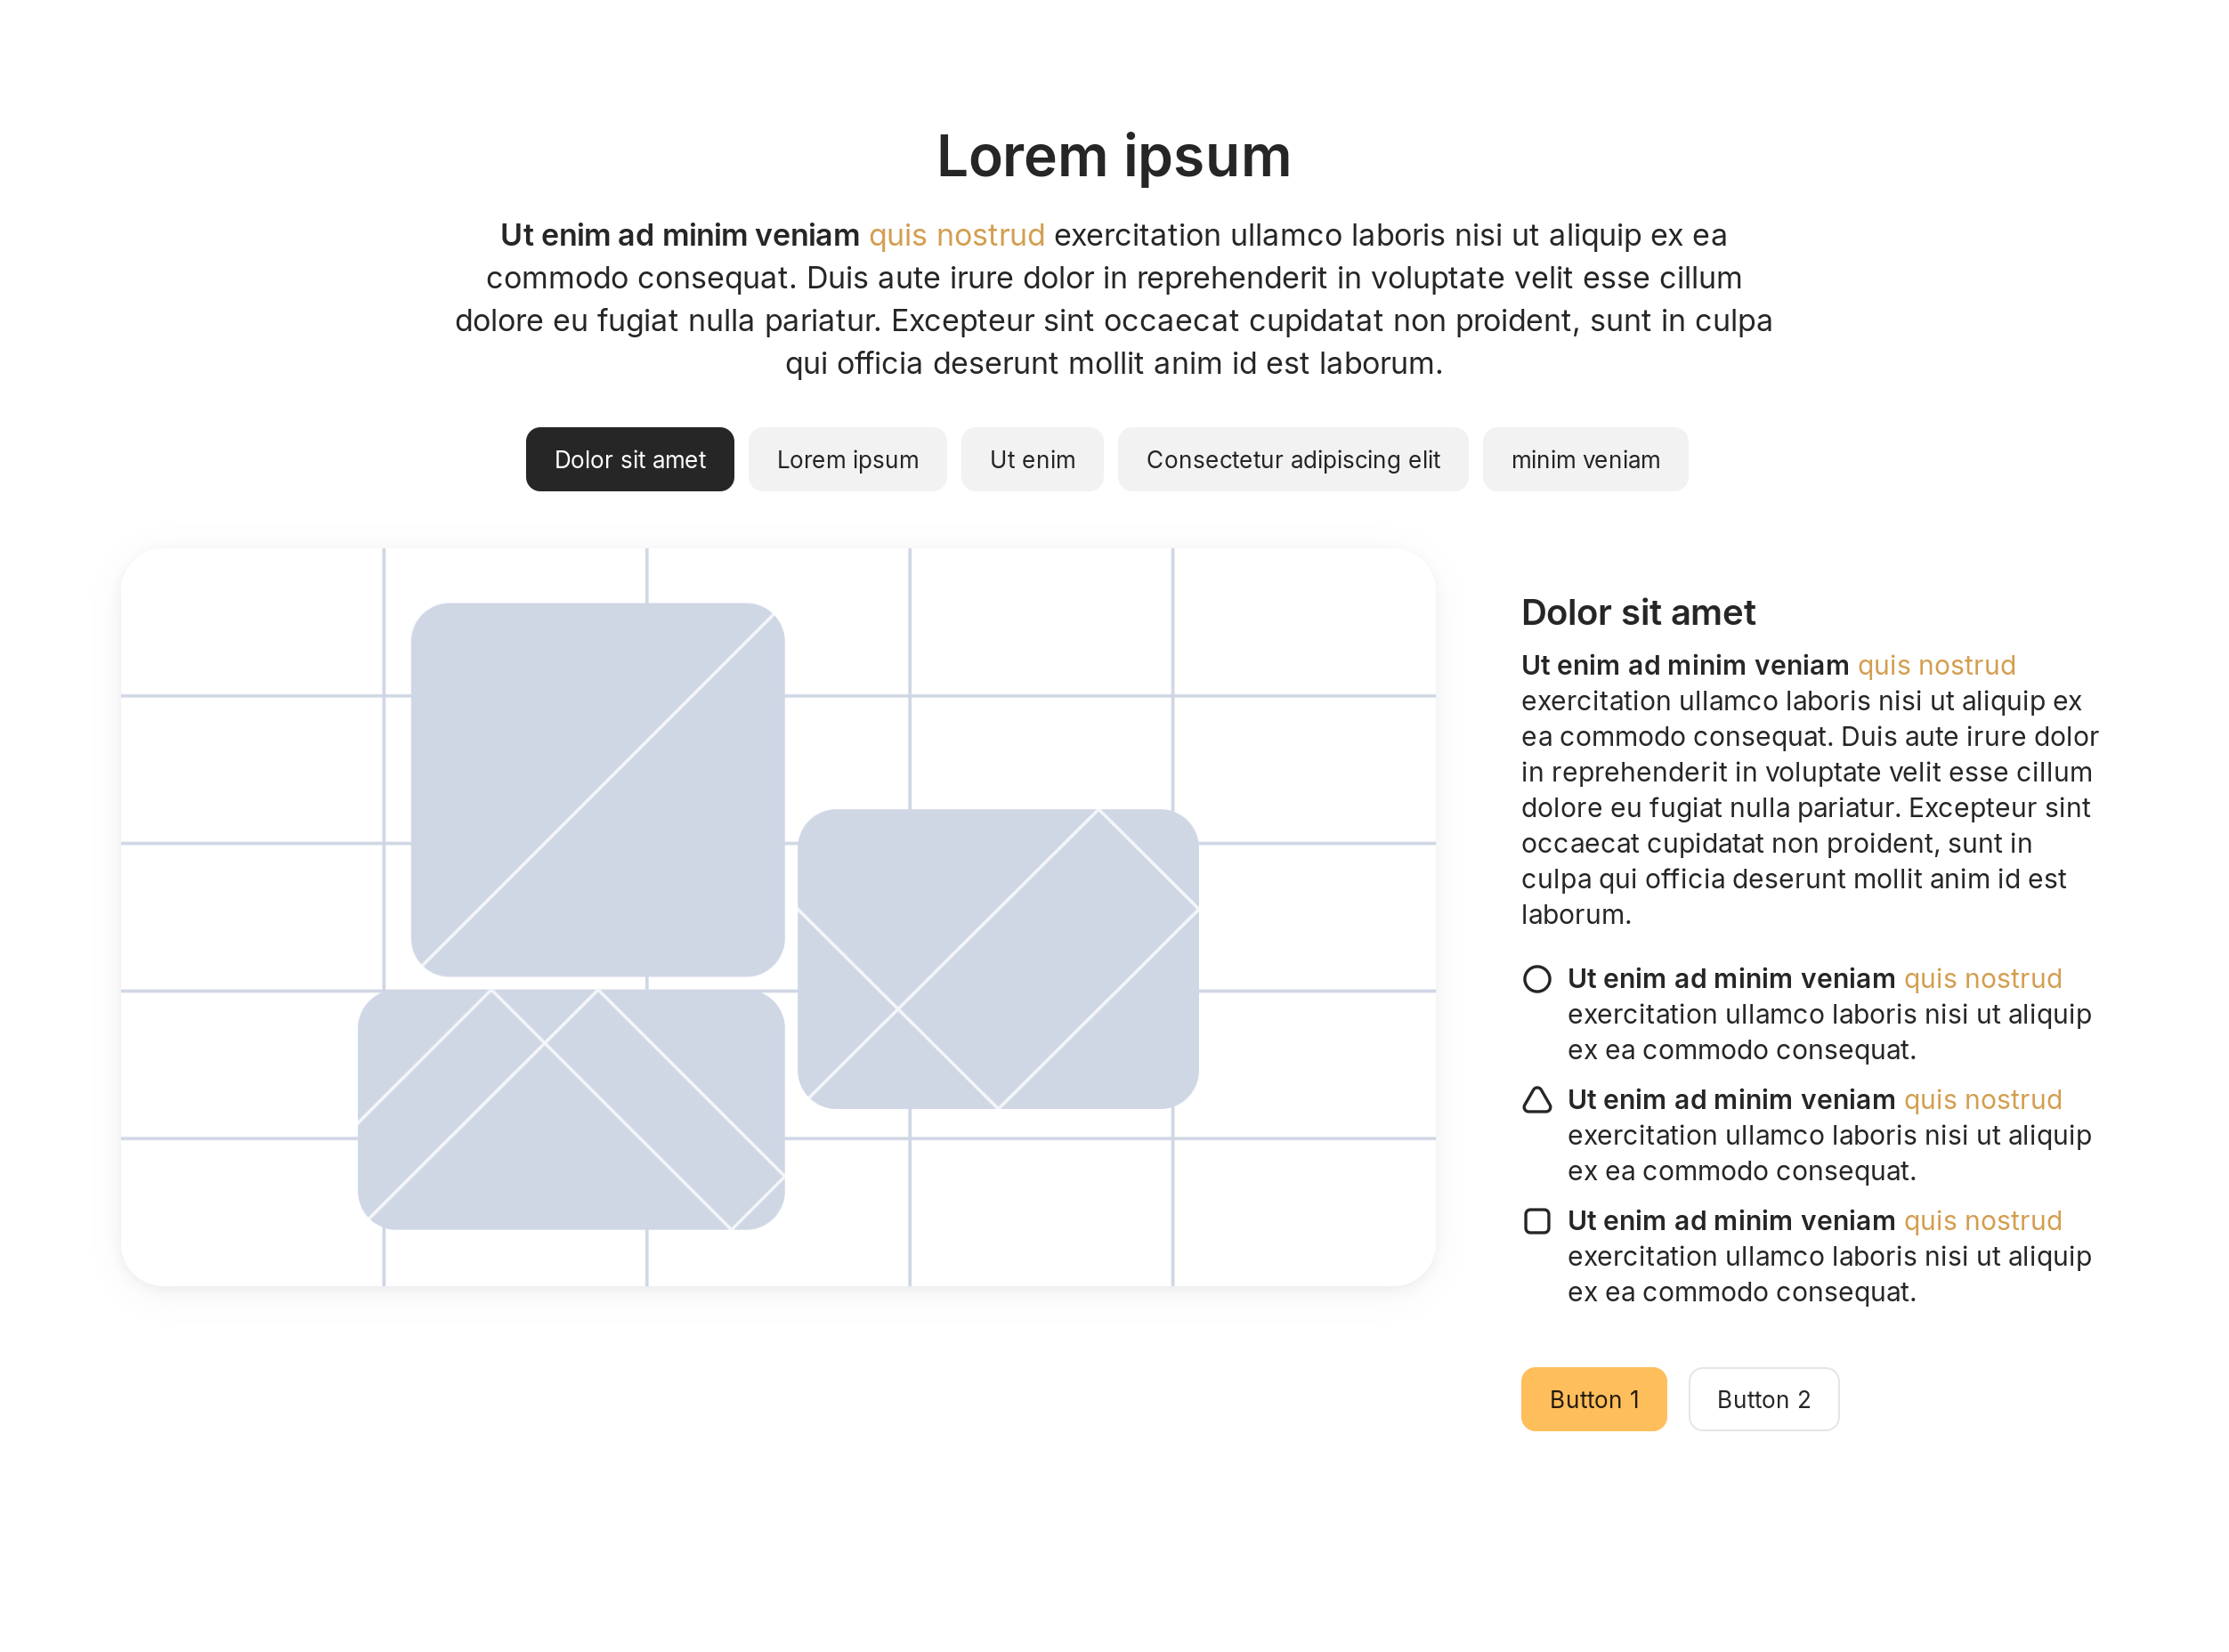 Lorem ipsum
Ut enim ad minim veniam quis nostrud exercitation ullamco laboris nisi ut aliquip ex ea
commodo consequat. Duis aute irure dolor in reprehenderit in voluptate velit esse cillum
dolore eu fugiat nulla pariatur. Excepteur sint occaecat cupidatat non proident, sunt in culpa
qui officia deserunt mollit anim id est laborum.
Dolor sit amet
Lorem ipsum
Ut enim
Consectetur adipiscing elit
minim veniam
Dolor sit amet
Ut enim ad minim veniam quis nostrud
exercitation ullamco laboris nisi ut aliquip ex
ea commodo consequat. Duis aute irure dolor
in reprehenderit in voluptate velit esse cillum
dolore eu fugiat nulla pariatur. Excepteur sint
occaecat cupidatat non proident, sunt in
culpa qui officia deserunt mollit anim id est
laborum.
Ut enim ad minim veniam quis nostrud
exercitation ullamco laboris nisi ut aliquip
ex ea commodo consequat.
Ut enim ad minim veniam quis nostrud
exercitation ullamco laboris nisi ut aliquip
ex ea commodo consequat.
Ut enim ad minim veniam quis nostrud
exercitation ullamco laboris nisi ut aliquip
ex ea commodo consequat.
Button 1
Button 2